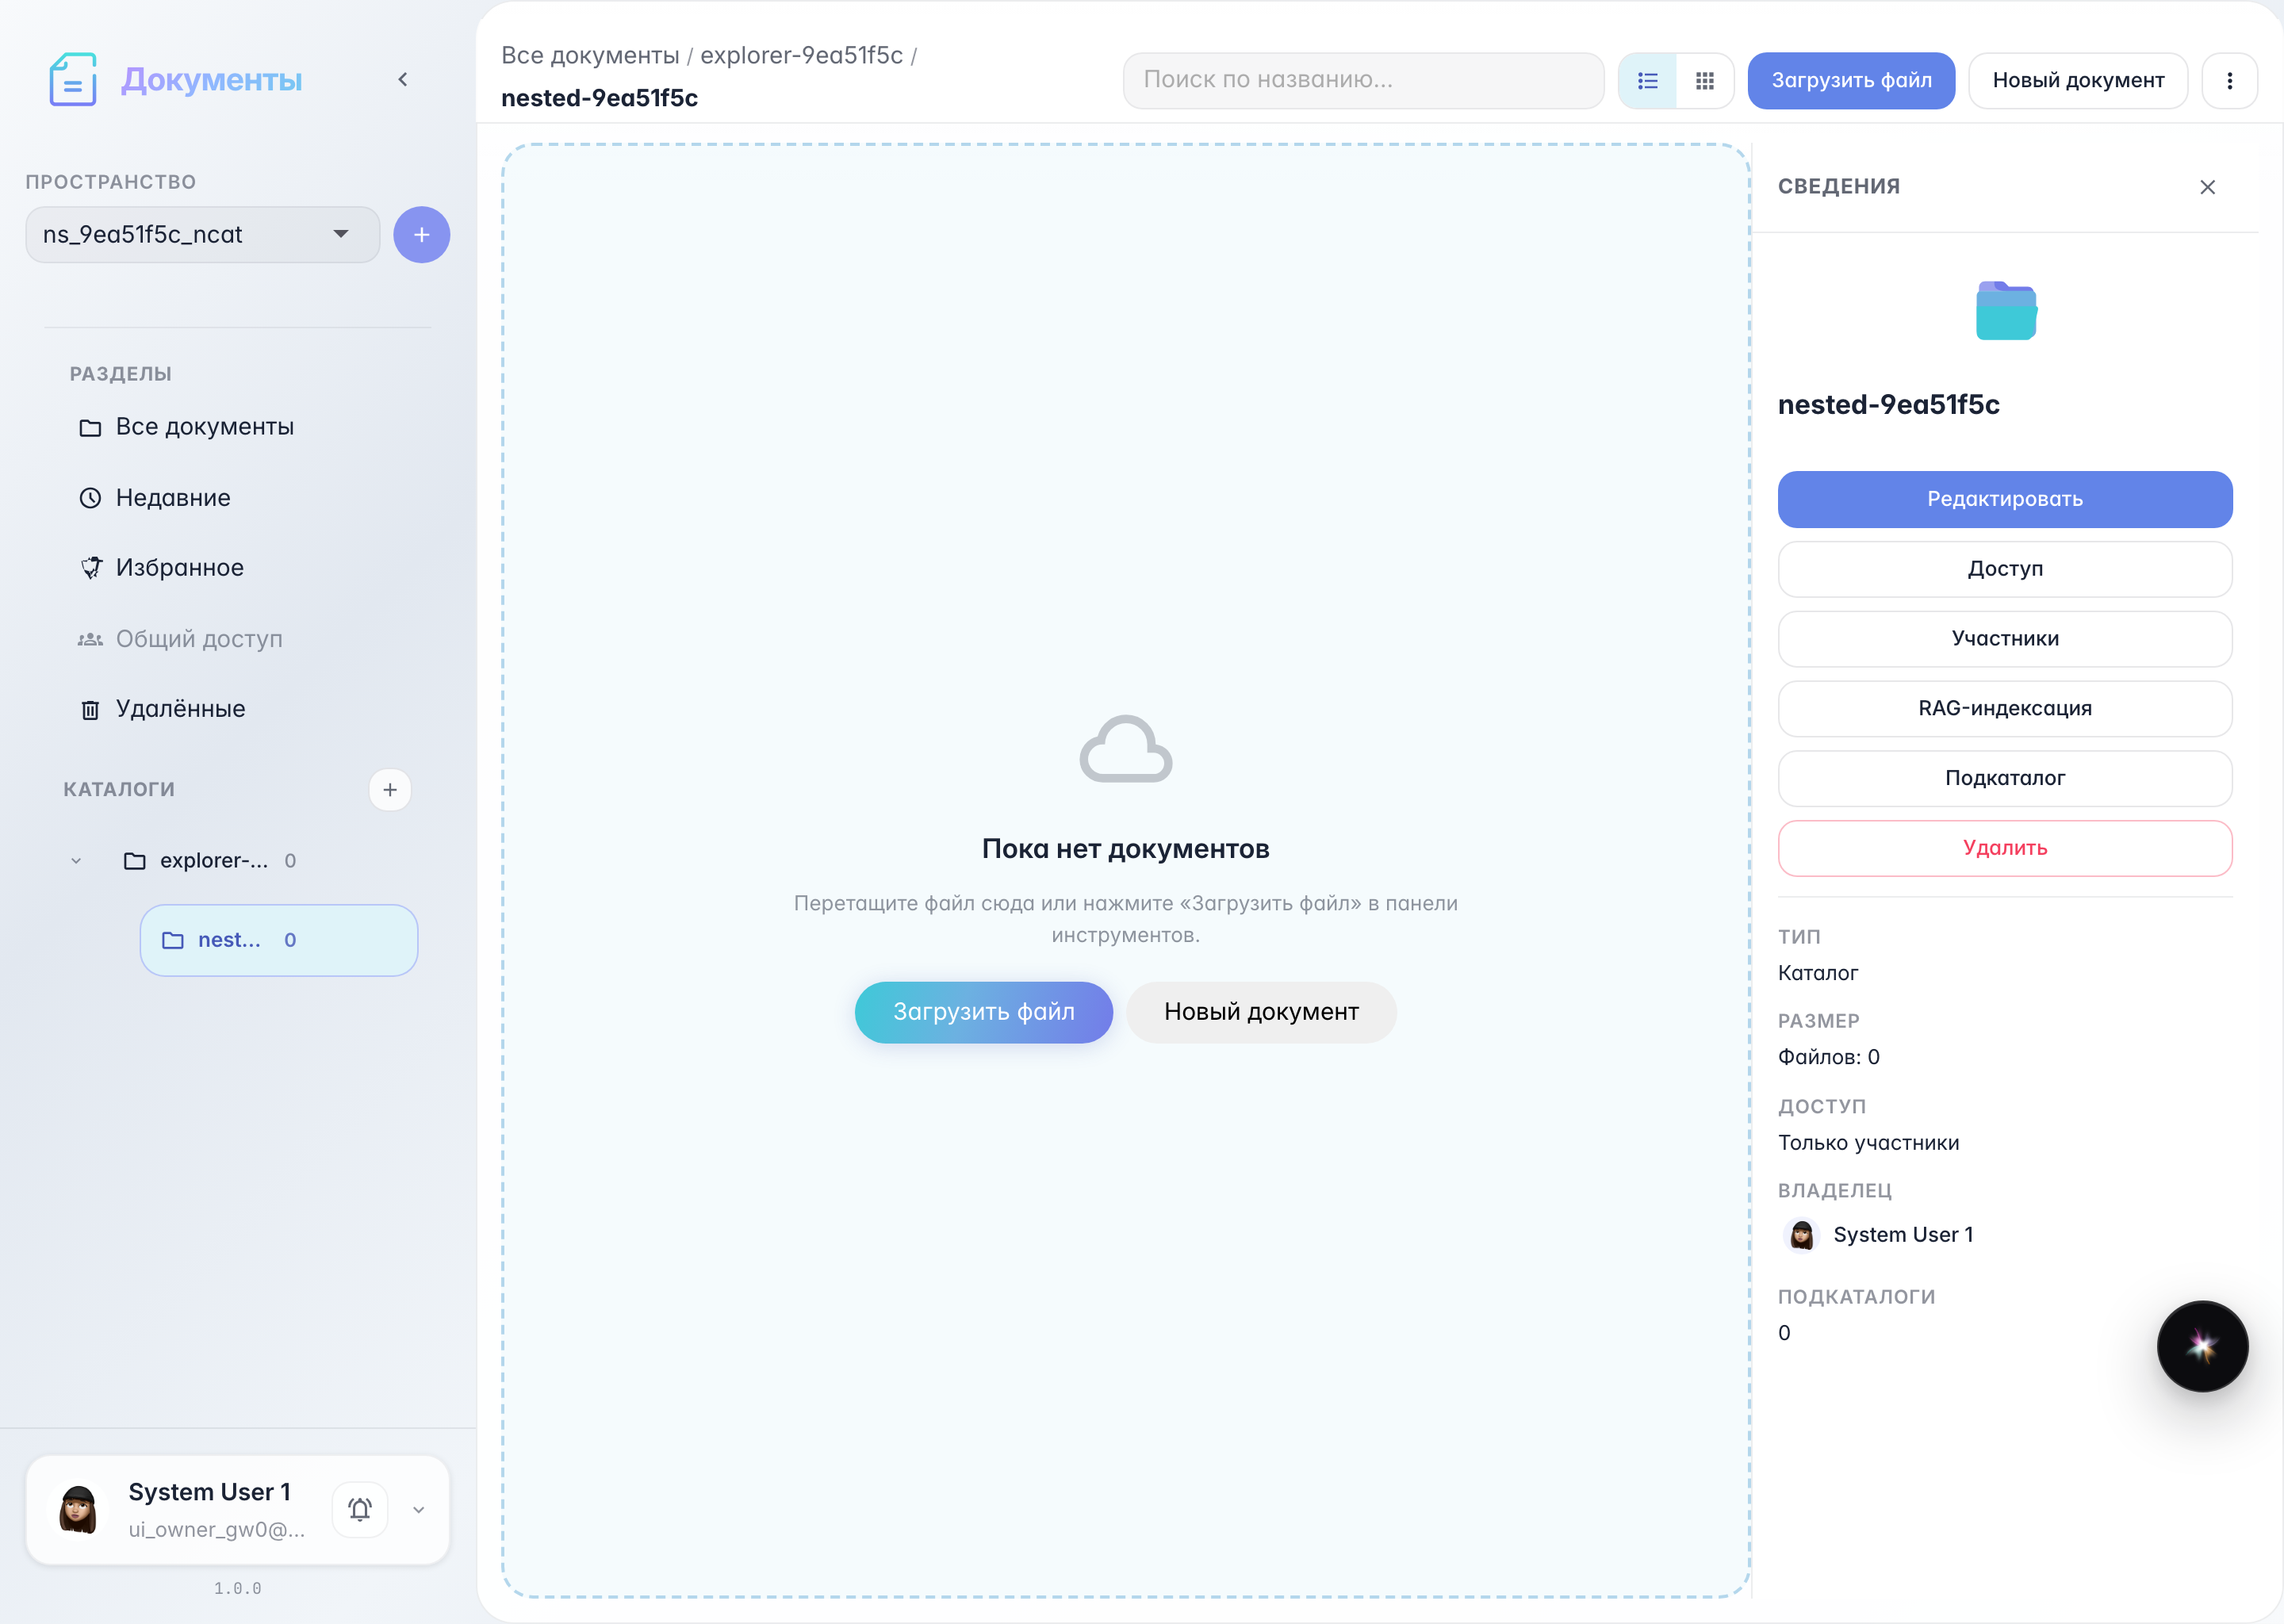 Документы
ПРОСТРАНСТВО
ns_9ea51f5c_ncat
РАЗДЕЛЫ
Все документы
Недавние
Избранное
Общий доступ
Удалённые
КАТАЛОГИ
explorer-... 0
nest... 0
System User 1
ui_owner_gw0@...
1.0.0
Все документы / explorer-9ea51f5c /
nested-9ea51f5c
Поиск по названию...
Загрузить файл
Новый документ
Пока нет документов
Перетащите файл сюда или нажмите «Загрузить файл» в панели
инструментов.
Загрузить файл
Новый документ
СВЕДЕНИЯ
nested-9ea51f5c
Редактировать
Доступ
Участники
RAG-индексация
Подкаталог
Удалить
ТИП
Каталог
РАЗМЕР
Файлов: 0
ДОСТУП
Только участники
ВЛАДЕЛЕЦ
System User 1
ПОДКАТАЛОГИ
0